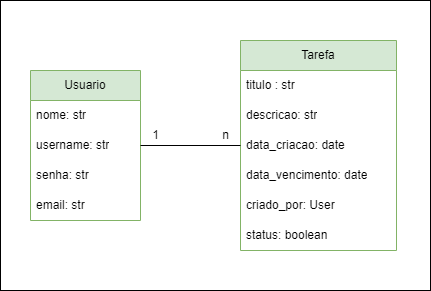 Usuario
nome: str
username: str
senha: str
email: str
1
n
Tarefa
titulo : str
descricao: str
data_criacao: date
data_vencimento: date
criado_por: User
status: boolean